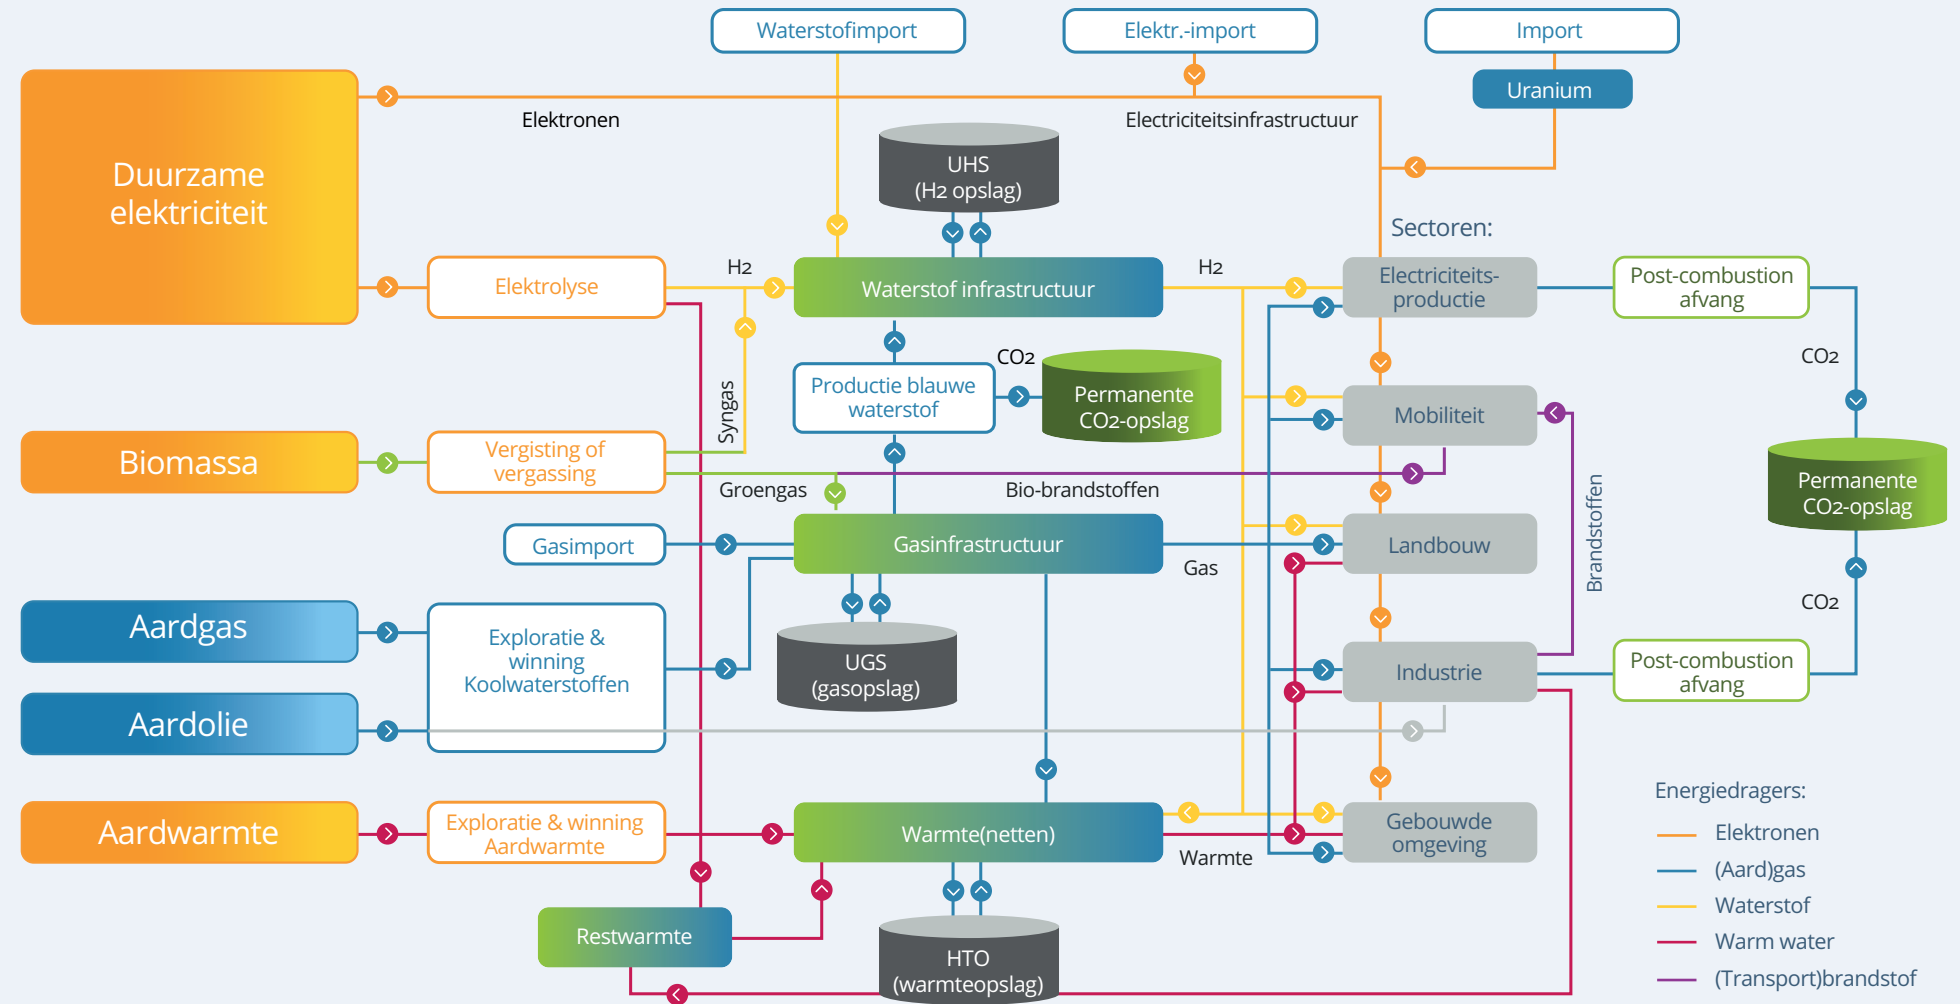 Waterstofimport
Elektr.-import
Import
Uranium
Elektronen
Electriciteitsinfrastructuur
Duurzame
elektriciteit
UHS
(H2 opslag)
Sectoren:
Elektrolyse
H2
Waterstof infrastructuur
H2
Electriciteits-
productie
Post-combustion
afvang
Syngas
Productie blauwe
waterstof
CO2
Permanente
CO2-opslag
Mobiliteit
CO2
Biomassa
Vergisting of
vergassing
Groengas
Bio-brandstoffen
Brandstoffen
Permanente
CO2-opslag
Gasimport
Gasinfrastructuur
Gas
Landbouw
CO2
Aardgas
Exploratie &
winning
Koolwaterstoffen
UGS
(gasopslag)
Industrie
Post-combustion
afvang
Aardolie
Aardwarmte
Exploratie & winning
Aardwarmte
Warmte(netten)
Warmte
Gebouwde
omgeving
Restwarmte
HTO
(warmteopslag)
Energiedragers:
Elektronen
(Aard)gas
Waterstof
Warm water
(Transport)brandstof